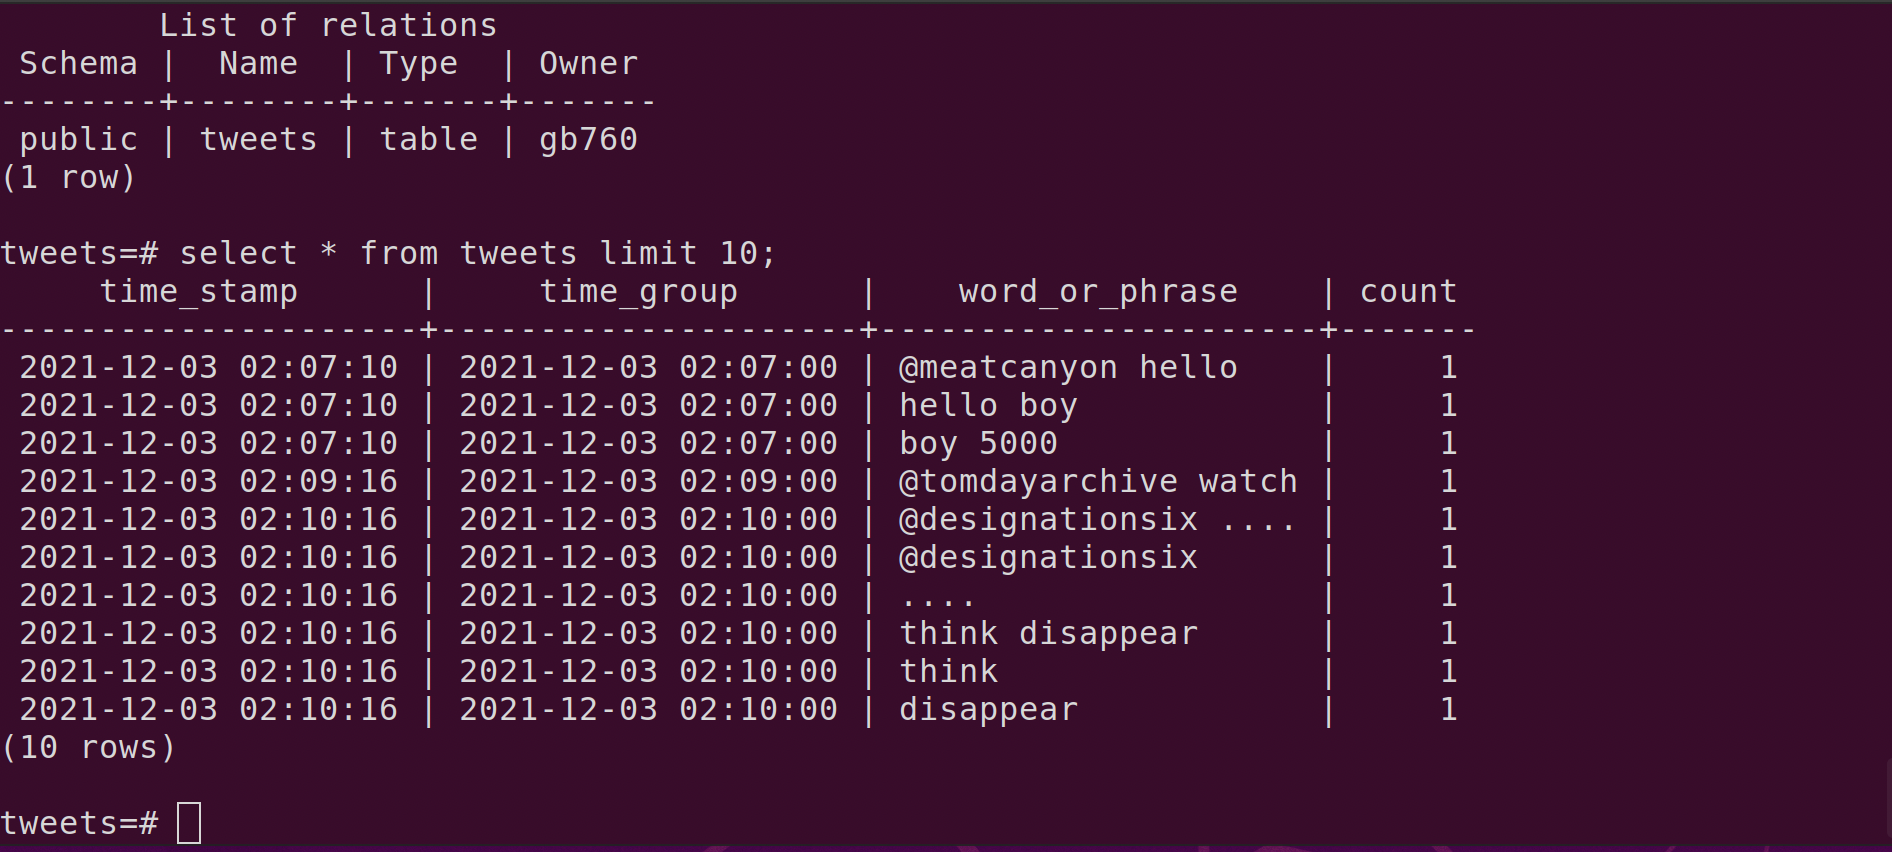 List of relations
 Schema |  Name  | Type  | Owner
--------+--------+-------+-------
 public | tweets | table | gb760
(1 row)

tweets=# select * from tweets limit 10;
     time_stamp      |     time_group      |    word_or_phrase    | count
---------------------+---------------------+----------------------+-------
 2021-12-03 02:07:10 | 2021-12-03 02:07:00 | @meatcanyon hello    |     1
 2021-12-03 02:07:10 | 2021-12-03 02:07:00 | hello boy            |     1
 2021-12-03 02:07:10 | 2021-12-03 02:07:00 | boy 5000             |     1
 2021-12-03 02:09:16 | 2021-12-03 02:09:00 | @tomdayarchive watch |     1
 2021-12-03 02:10:16 | 2021-12-03 02:10:00 | @designationsix .... |     1
 2021-12-03 02:10:16 | 2021-12-03 02:10:00 | @designationsix      |     1
 2021-12-03 02:10:16 | 2021-12-03 02:10:00 | ....                 |     1
 2021-12-03 02:10:16 | 2021-12-03 02:10:00 | think disappear      |     1
 2021-12-03 02:10:16 | 2021-12-03 02:10:00 | think                |     1
 2021-12-03 02:10:16 | 2021-12-03 02:10:00 | disappear            |     1
(10 rows)

tweets=#